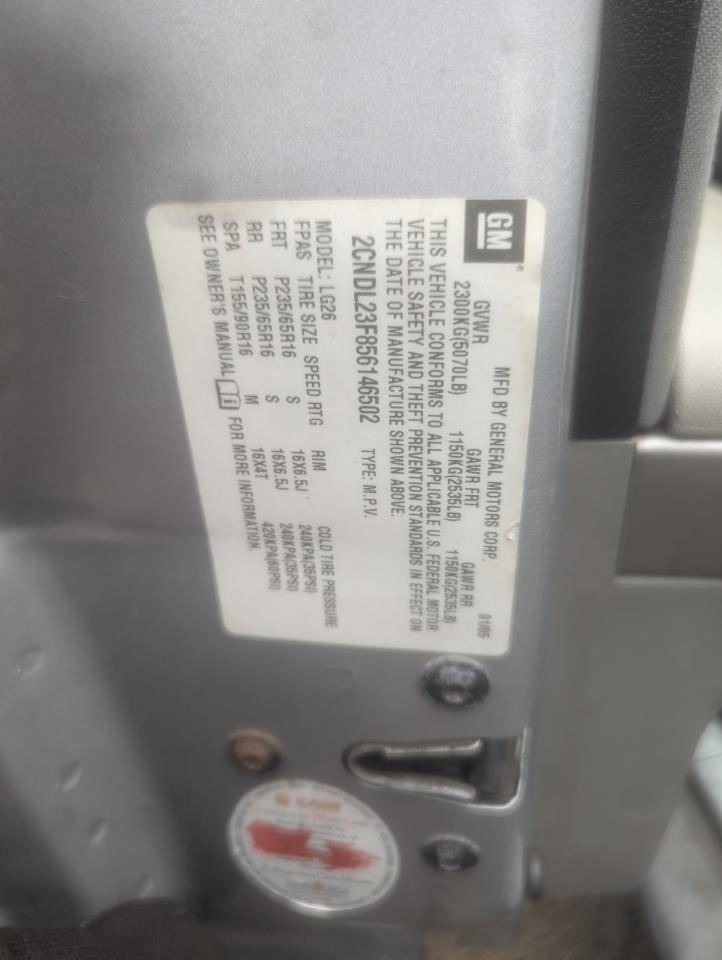 GM
MFD BY GENERAL MOTORS CORP. 01/05
GVWR GAWR FRT GAWR RR
2300KG(5070LB) 1150KG(2535LB) 1150KG(2535LB)
THIS VEHICLE CONFORMS TO ALL APPLICABLE U.S. FEDERAL MOTOR
VEHICLE SAFETY AND THEFT PREVENTION STANDARDS IN EFFECT ON
THE DATE OF MANUFACTURE SHOWN ABOVE.
2CNDL23F856146502 TYPE: M.P.V.
MODEL: LG26
FPAS TIRE SIZE SPEED RTG RIM COLD TIRE PRESSURE
FRT P235/65R16 S 16X6.5J 240KPA(35PSI)
RR P235/65R16 S 16X6.5J 240KPA(35PSI)
SPA T155/90R16 M 16X4T 420KPA(60PSI)
SEE OWNER'S MANUAL FOR MORE INFORMATION.